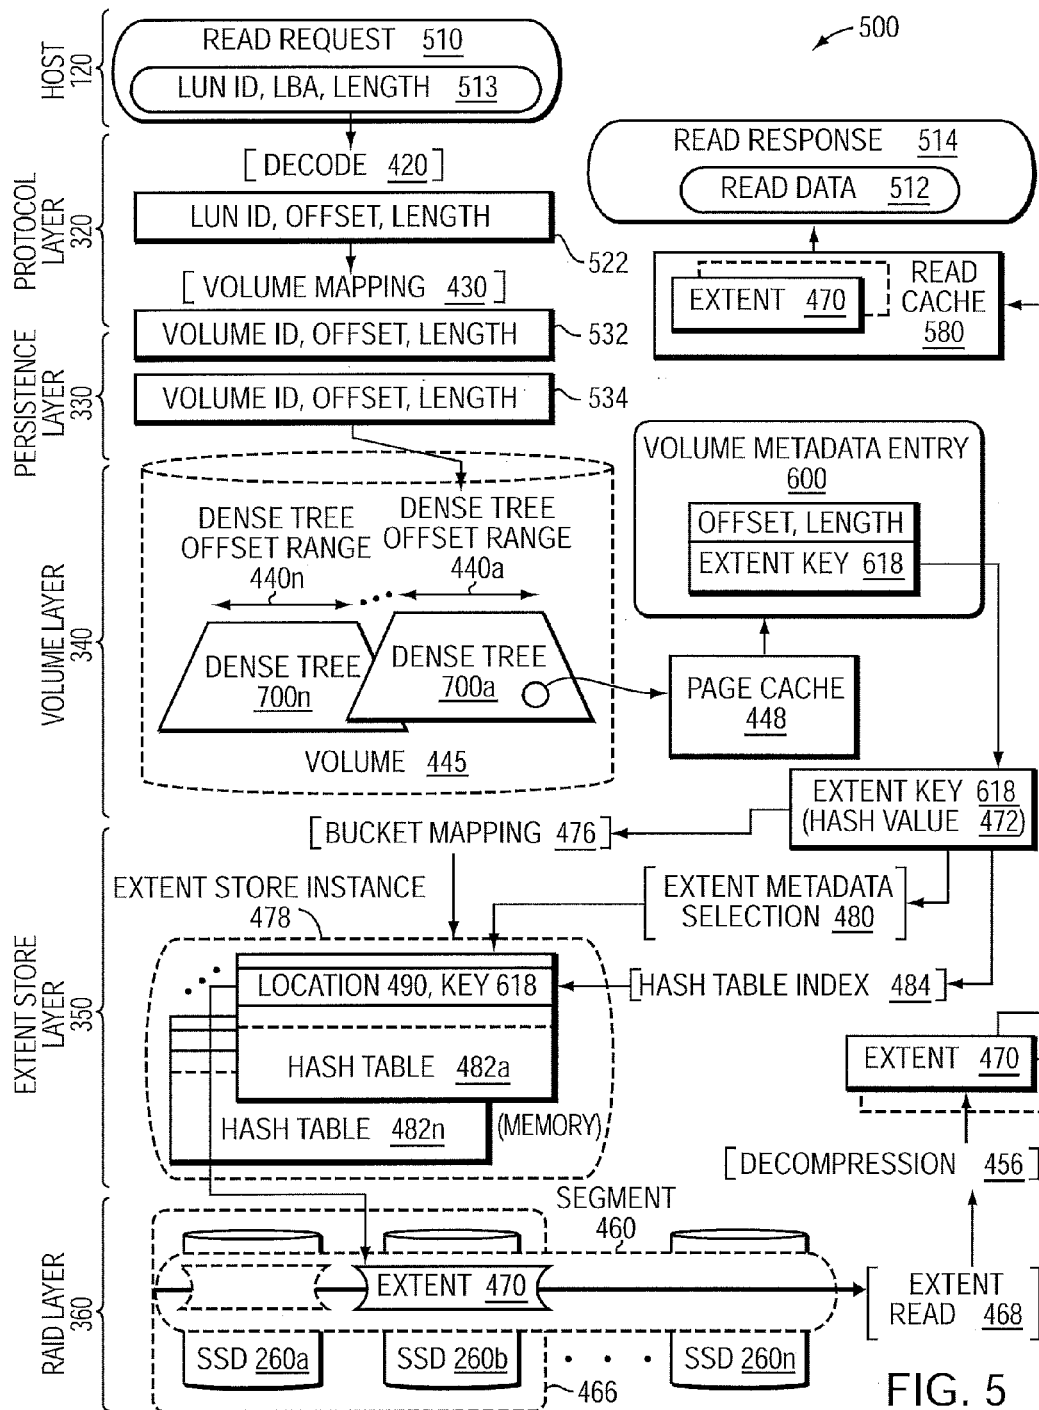 500
HOST
120
READ REQUEST 510
LUN ID, LBA, LENGTH 513
PROTOCOL
LAYER
320
[DECODE 420]
LUN ID, OFFSET, LENGTH
522
[VOLUME MAPPING 430]
VOLUME ID, OFFSET, LENGTH
532
READ RESPONSE 514
READ DATA 512
EXTENT 470
READ
CACHE
580
PERSISTENCE
LAYER
330
VOLUME ID, OFFSET, LENGTH
534
VOLUME LAYER
340
DENSE TREE
OFFSET RANGE
440n
DENSE TREE
OFFSET RANGE
440a
DENSE TREE
700n
DENSE TREE
700a
VOLUME 445
VOLUME METADATA ENTRY
600
OFFSET, LENGTH
EXTENT KEY 618
PAGE CACHE
448
EXTENT KEY 618
(HASH VALUE 472)
EXTENT STORE
LAYER
350
[BUCKET MAPPING 476]
EXTENT STORE INSTANCE
478
[EXTENT METADATA
SELECTION 480]
[HASH TABLE INDEX 484]
LOCATION 490, KEY 618
HASH TABLE 482a
HASH TABLE 482n
(MEMORY)
EXTENT 470
[DECOMPRESSION 456]
RAID LAYER
360
SEGMENT
460
EXTENT 470
[EXTENT
READ 468]
SSD 260a
SSD 260b
SSD 260n
466
FIG. 5